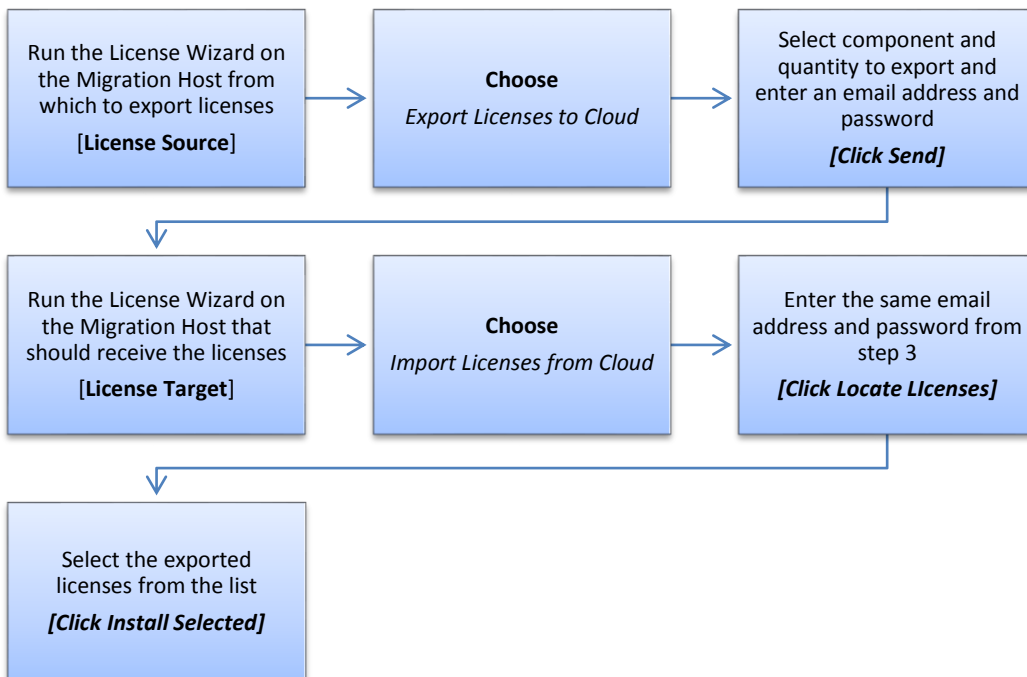 Run the License Wizard on
the Migration Host from
which to export licenses
[License Source]
Choose
Export Licenses to Cloud
Select component and
quantity to export and
enter an email address and
password
[Click Send]
Run the License Wizard on
the Migration Host that
should receive the licenses
[License Target]
Choose
Import Licenses from Cloud
Enter the same email
address and password from
step 3
[Click Locate LIcenses]
Select the exported
licenses from the list
[Click Install Selected]